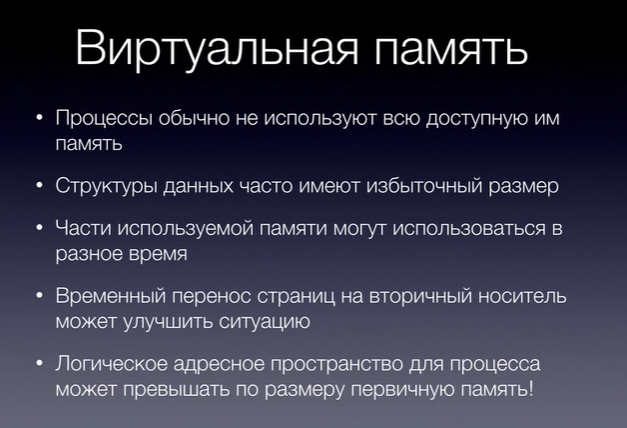 Виртуальная память
• Процессы обычно не используют всю доступную им
память
• Структуры данных часто имеют избыточный размер
• Части используемой памяти могут использоваться в
разное время
• Временный перенос страниц на вторичный носитель
может улучшить ситуацию
• Логическое адресное пространство для процесса
может превышать по размеру первичную память!